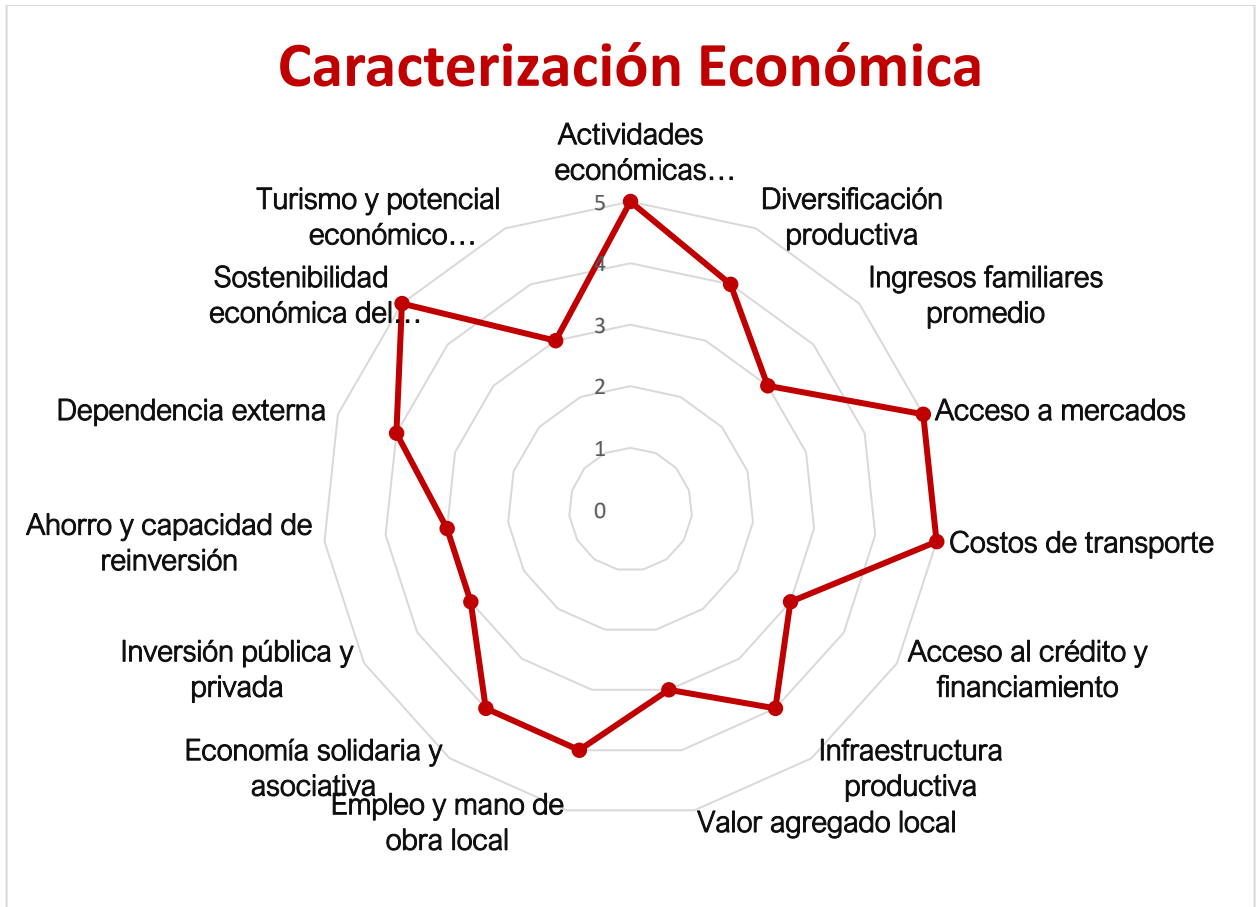 Caracterización Económica
Actividades
económicas…
Diversificación
productiva
Ingresos familiares
promedio
Acceso a mercados
Costos de transporte
Acceso al crédito y
financiamiento
Infraestructura
productiva
Valor agregado local
Empleo y mano de
obra local
Economía solidaria y
asociativa
Inversión pública y
privada
Ahorro y capacidad de
reinversión
Dependencia externa
Sostenibilidad
económica del…
Turismo y potencial
económico…
5
4
3
2
1
0